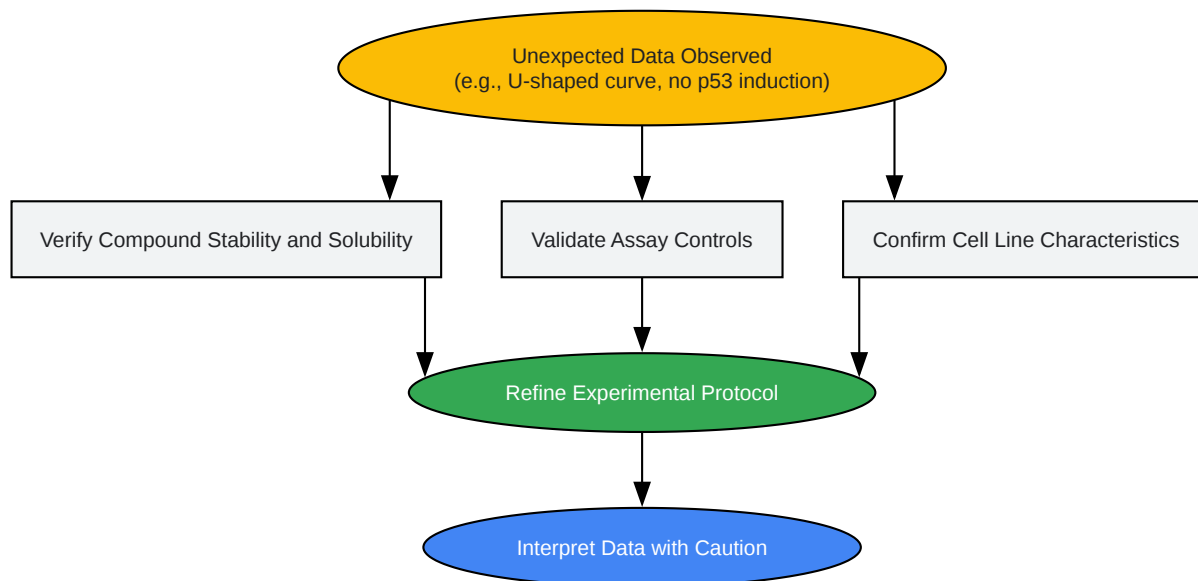 Unexpected Data Observed
(e.g., U-shaped curve, no p53 induction)
Verify Compound Stability and Solubility
Validate Assay Controls
Confirm Cell Line Characteristics
Refine Experimental Protocol
Interpret Data with Caution